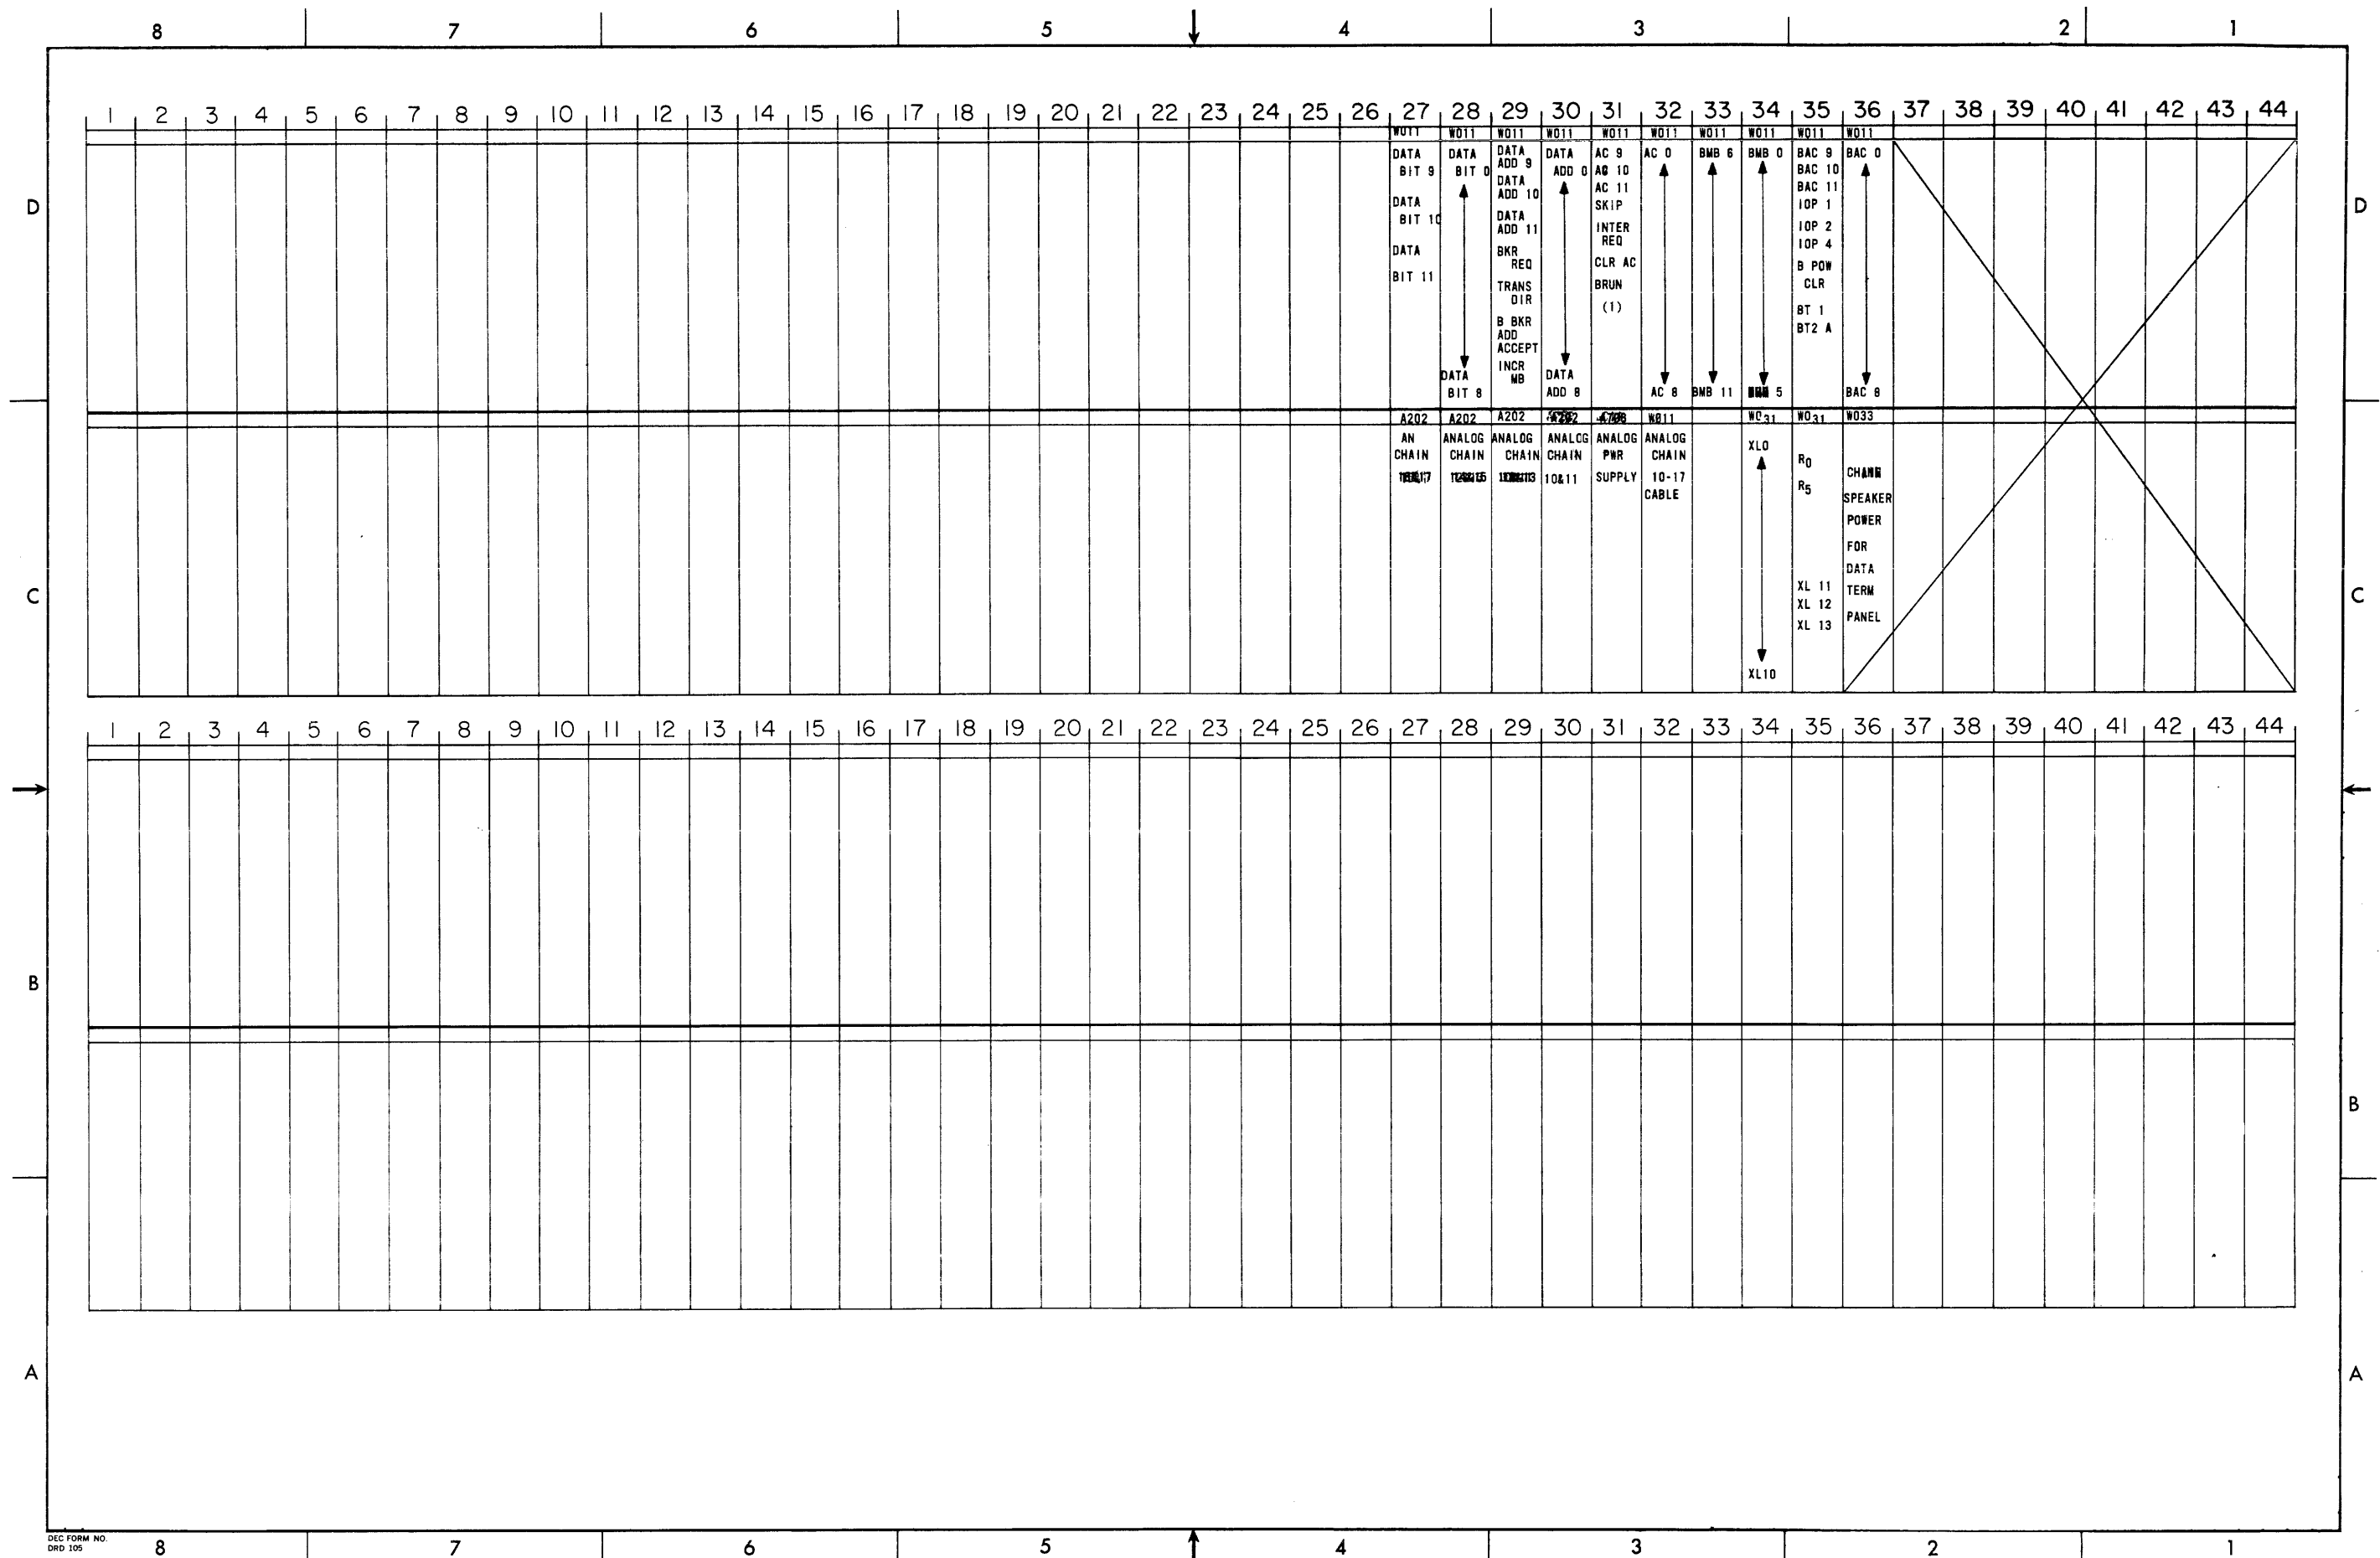 8 7 6 5 4 3 2 1
1 2 3 4 5 6 7 8 9 10 11 12 13 14 15 16 17 18 19 20 21 22 23 24 25 26 27 28 29 30 31 32 33 34 35 36 37 38 39 40 41 42 43 44
W011 W011 W011 W011 W011 W011 W011 W011 W011 W011
D
DATA
BIT 9
DATA
BIT 10
DATA
BIT 11
DATA
BIT 0
DATA
BIT 8
DATA
ADD 9
DATA
ADD 10
DATA
ADD 11
BKR
REQ
TRANS
DIR
B BKR
ADD
ACCEPT
INCR
MB
DATA
ADD 0
DATA
ADD 8
AC 9
AC 10
AC 11
SKIP
INTER
REQ
CLR AC
BRUN
(1)
AC 0
AC 8
BMB 6
BMB 11
BMB 0
5
BAC 9
BAC 10
BAC 11
IOP 1
IOP 2
IOP 4
B POW
CLR
BT 1
BT2 A
BAC 0
BAC 8
D
A202 A202 A202 W011 W031 W031 W033
C
AN
CHAIN
ANALOG
CHAIN
ANALOG
CHAIN
ANALOG
CHAIN
10&11
ANALOG
PWR
SUPPLY
ANALOG
CHAIN
10-17
CABLE
XL0
XL10
R0
R5
XL 11
XL 12
XL 13
SPEAKER
POWER
FOR
DATA
TERM
PANEL
C
1 2 3 4 5 6 7 8 9 10 11 12 13 14 15 16 17 18 19 20 21 22 23 24 25 26 27 28 29 30 31 32 33 34 35 36 37 38 39 40 41 42 43 44
B
B
A
A
DEC FORM NO.
DRD 105
8 7 6 5 4 3 2 1